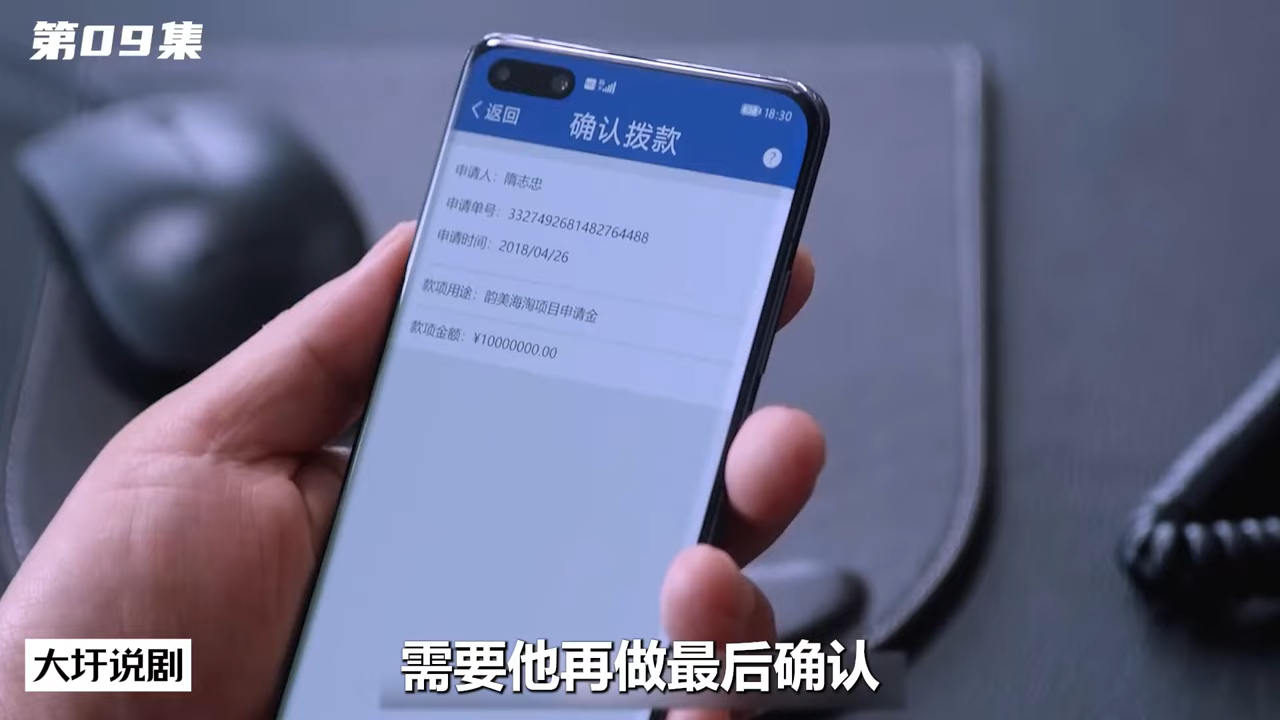 第09集
18:30
返回
确认拨款
?
申请人：隋志忠
申请单号：3327492681482764488
申请时间：2018/04/26
款项用途：韵美海淘项目申请金
款项金额：¥10000000.00
大圩说剧
需要他再做最后确认